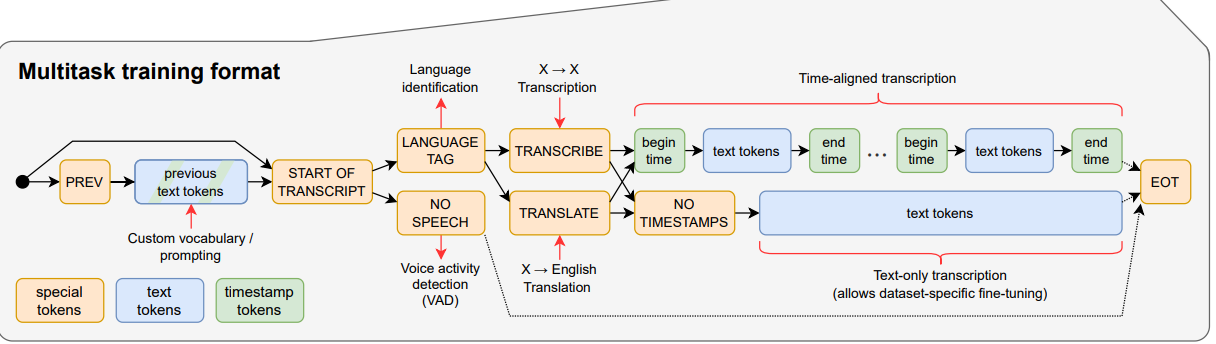 Multitask training format
Language
identification
X → X
Transcription
Time-aligned transcription
PREV
previous
text tokens
START OF
TRANSCRIPT
LANGUAGE
TAG
NO
SPEECH
TRANSCRIBE
TRANSLATE
begin
time
text tokens
end
time
...
begin
time
text tokens
end
time
NO
TIMESTAMPS
text tokens
EOT
Custom vocabulary /
prompting
Voice activity
detection
(VAD)
X → English
Translation
Text-only transcription
(allows dataset-specific fine-tuning)
special
tokens
text
tokens
timestamp
tokens